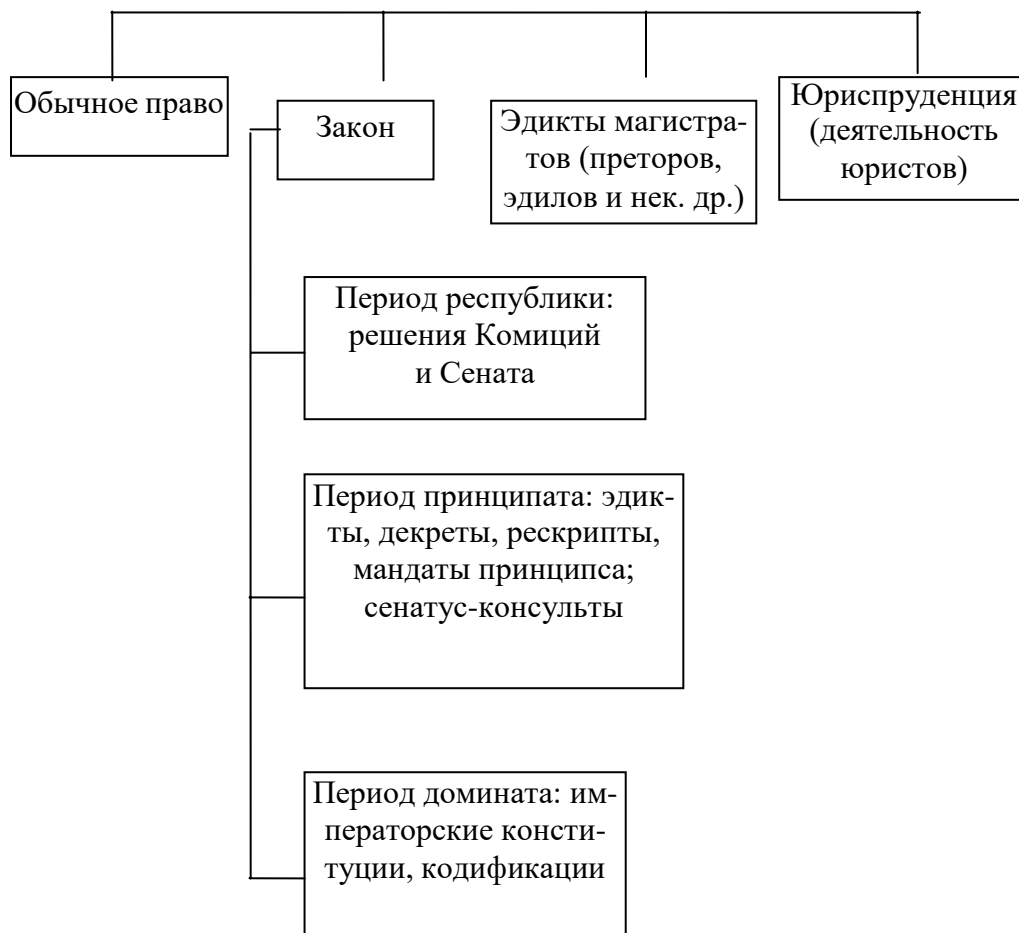 Обычное право
Закон
Эдикты магистра-
тов (преторов,
эдилов и нек. др.)
Юриспруденция
(деятельность
юристов)
Период республики:
решения Комиций
и Сената
Период принципата: эдик-
ты, декреты, рескрипты,
мандаты принципса;
сенатус-консульты
Период домината: им-
ператорские консти-
туции, кодификации